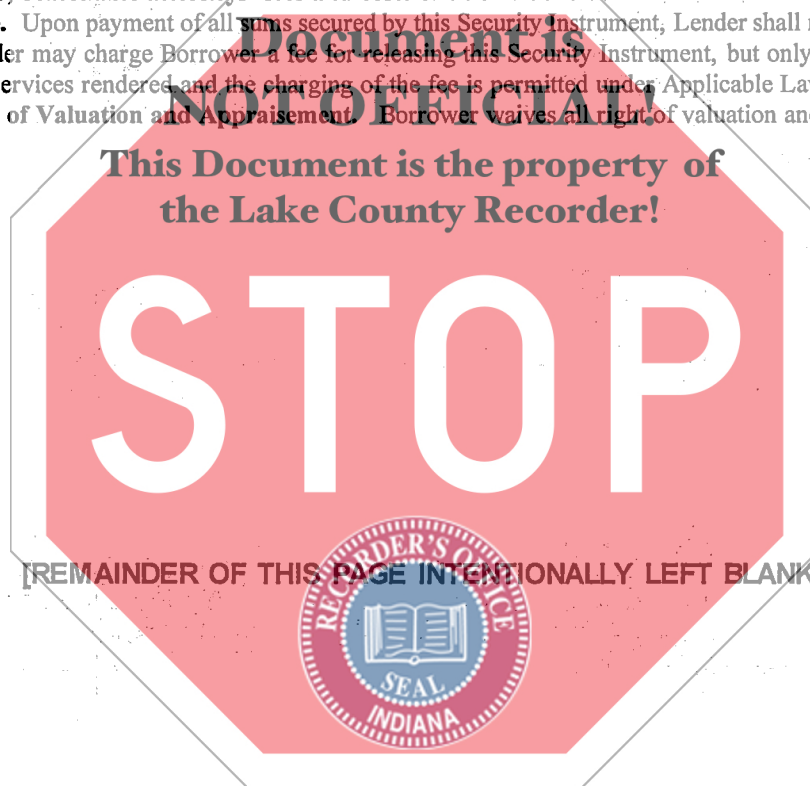 . Upon payment of all sums secured by this Security Instrument, Lender shall
er may charge Borrower a fee for releasing this Security Instrument, but only
ervices rendered and the charging of the fee is permitted under Applicable La
of Valuation and Appraisement. Borrower waives all right of valuation an
Document is
NOT OFFICIAL!
This Document is the property of
the Lake County Recorder!
STOP
[REMAINDER OF THIS PAGE INTENTIONALLY LEFT BLANK
RECORDER'S OFFICE
SEAL
INDIANA